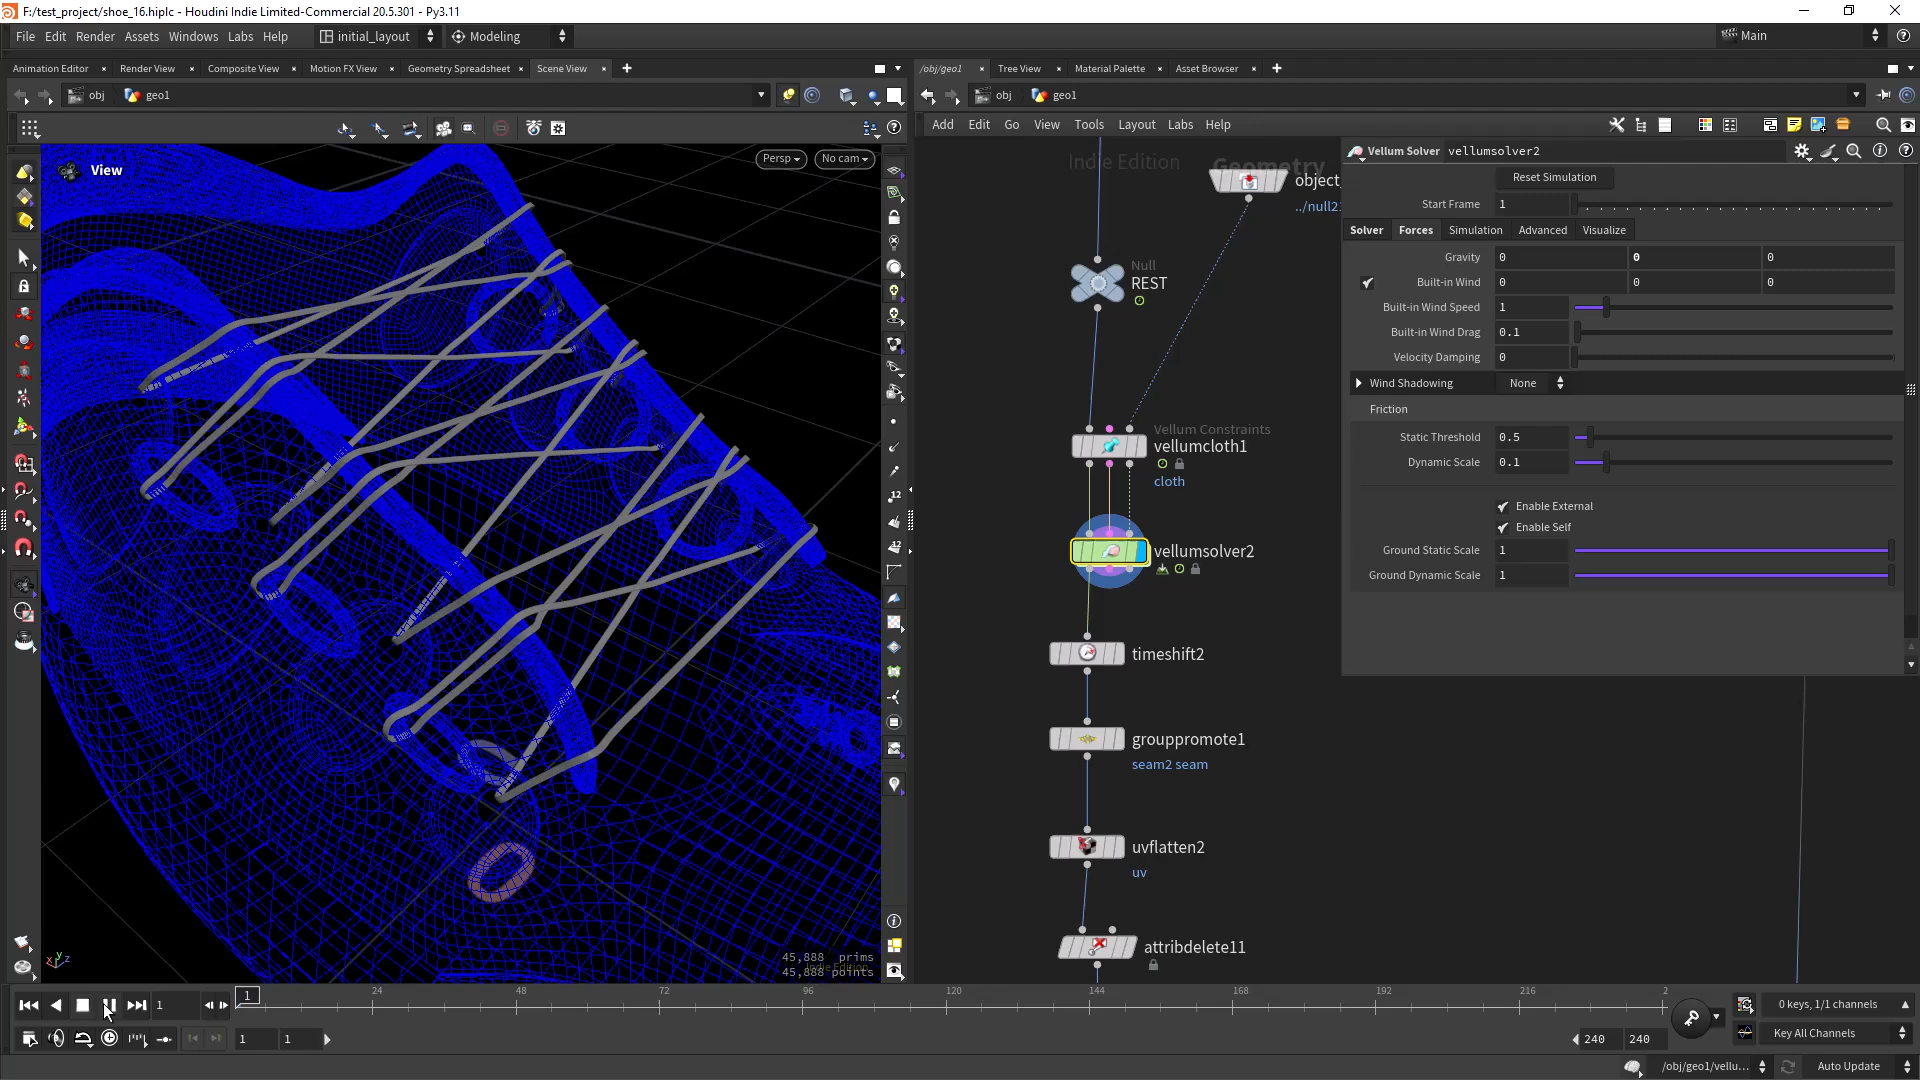 F:/test_project/shoe_16.hiplc - Houdini Indie Limited-Commercial 20.5.301 - Py3.11
File Edit Render Assets Windows Labs Help initial_layout Modeling Main
Animation Editor Render View Composite View Motion FX View Geometry Spreadsheet Scene View
/obj/geo1 Tree View Material Palette Asset Browser
obj geo1
obj geo1
Add Edit Go View Tools Layout Labs Help
View
Persp No cam
Indie Edition Geometry
object_
../null2
Null
REST
Vellum Constraints
vellumcloth1
cloth
vellumsolver2
timeshift2
grouppromote1
seam2 seam
uvflatten2
uv
attribdelete11
Vellum Solver vellumsolver2
Reset Simulation
Start Frame 1
Solver Forces Simulation Advanced Visualize
Gravity 0 0 0
Built-in Wind 0 0 0
Built-in Wind Speed 1
Built-in Wind Drag 0.1
Velocity Damping 0
Wind Shadowing None
Friction
Static Threshold 0.5
Dynamic Scale 0.1
Enable External
Enable Self
Ground Static Scale 1
Ground Dynamic Scale 1
12
12
45,888 prims
Indie Edition
45,888 points
x y z
1 1 24 48 72 96 120 144 168 192 216 2
0 keys, 1/1 channels
1 1 240 240
Key All Channels
/obj/geo1/vellu... Auto Update